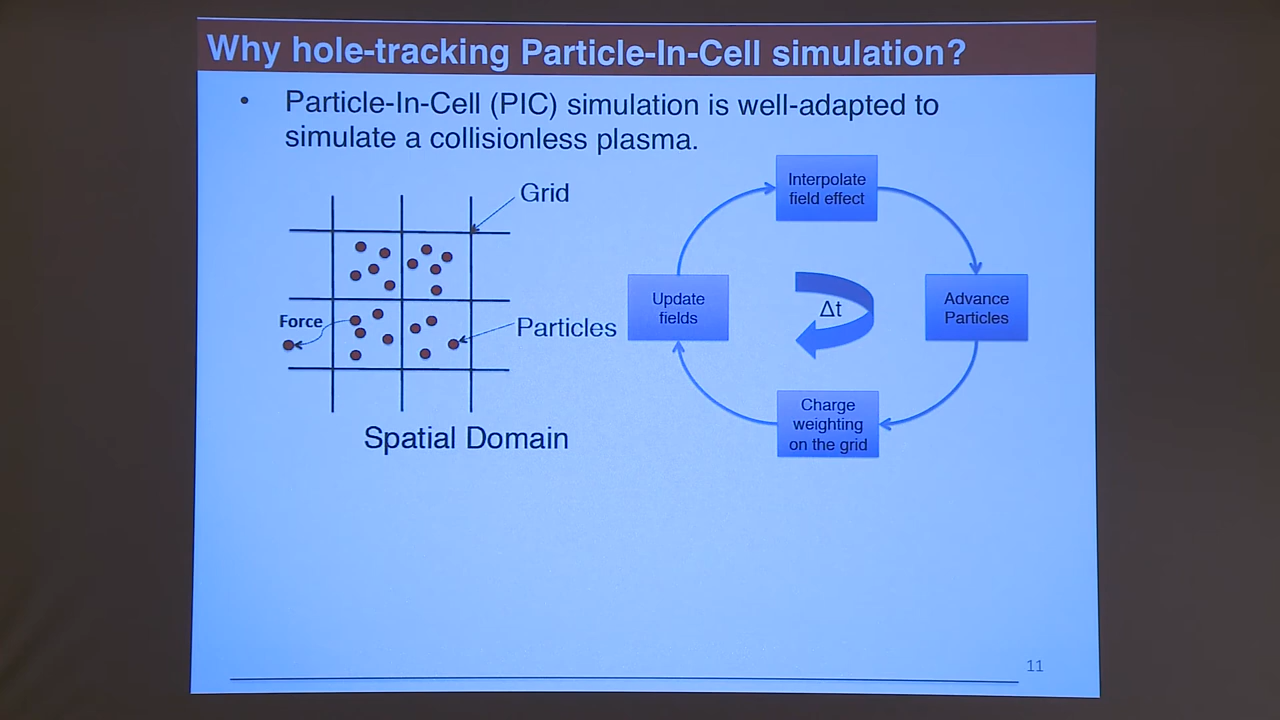 Why hole-tracking Particle-In-Cell simulation?
• Particle-In-Cell (PIC) simulation is well-adapted to
simulate a collisionless plasma.
Grid
Force
Particles
Spatial Domain
Interpolate
field effect
Update
fields
Δt
Advance
Particles
Charge
weighting
on the grid
11